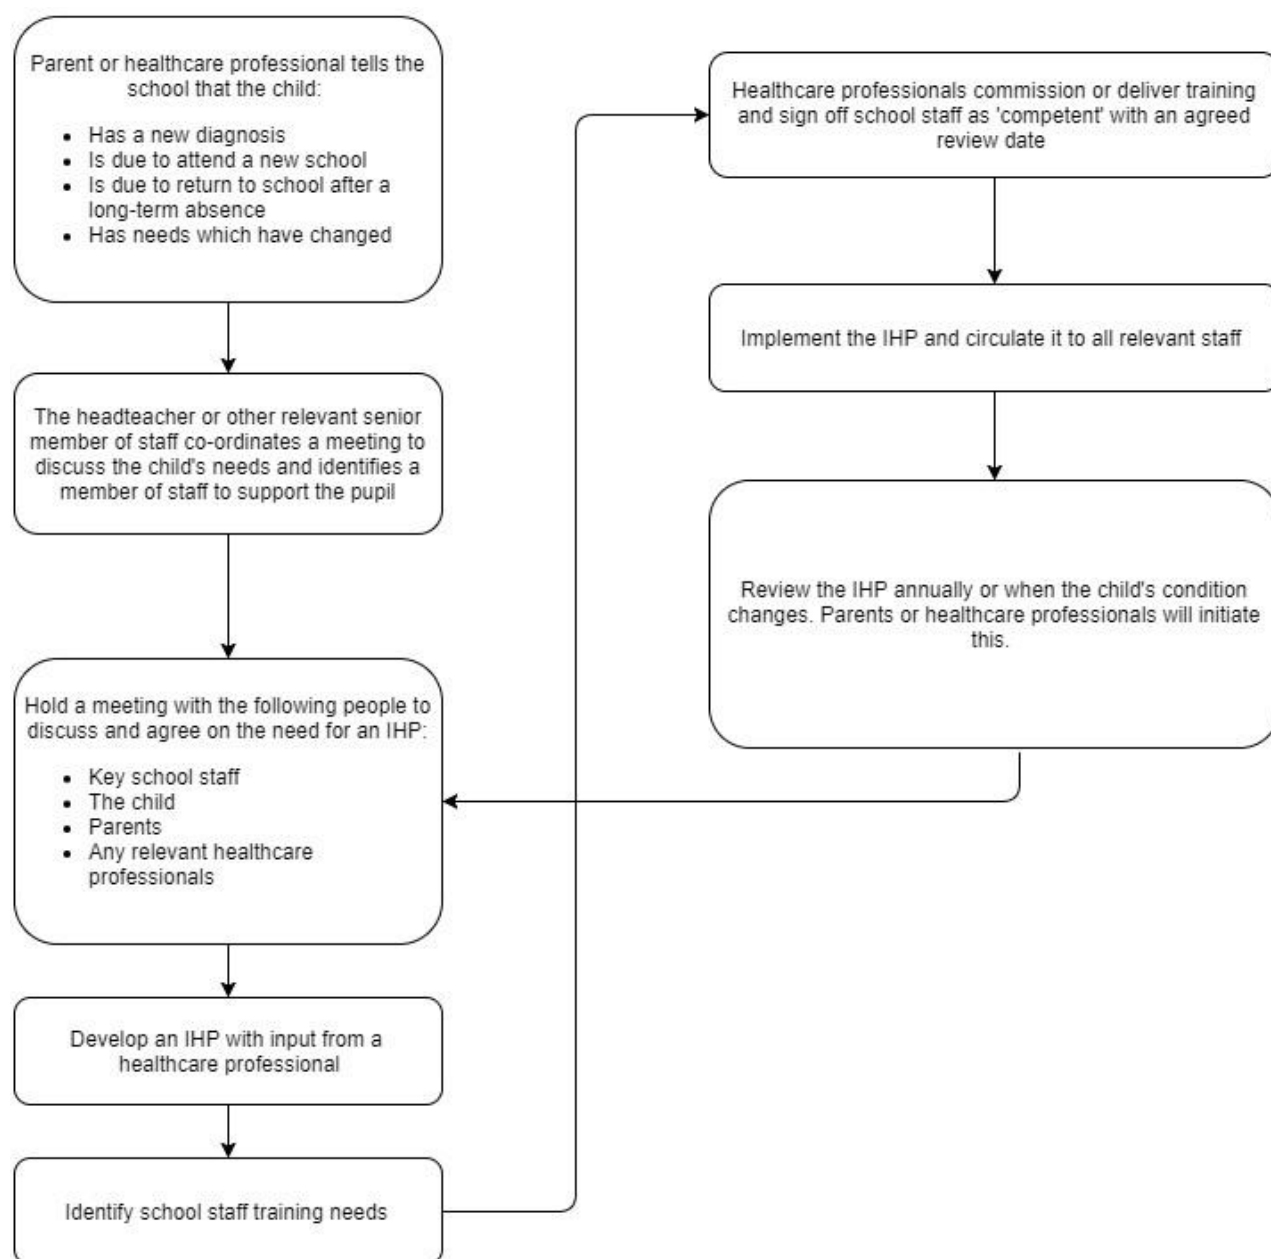 Parent or healthcare professional tells the
school that the child:
• Has a new diagnosis
• Is due to attend a new school
• Is due to return to school after a
long-term absence
• Has needs which have changed
The headteacher or other relevant senior
member of staff co-ordinates a meeting to
discuss the child's needs and identifies a
member of staff to support the pupil
Hold a meeting with the following people to
discuss and agree on the need for an IHP:
• Key school staff
• The child
• Parents
• Any relevant healthcare
professionals
Develop an IHP with input from a
healthcare professional
Identify school staff training needs
Healthcare professionals commission or deliver training
and sign off school staff as 'competent' with an agreed
review date
Implement the IHP and circulate it to all relevant staff
Review the IHP annually or when the child's condition
changes. Parents or healthcare professionals will initiate
this.